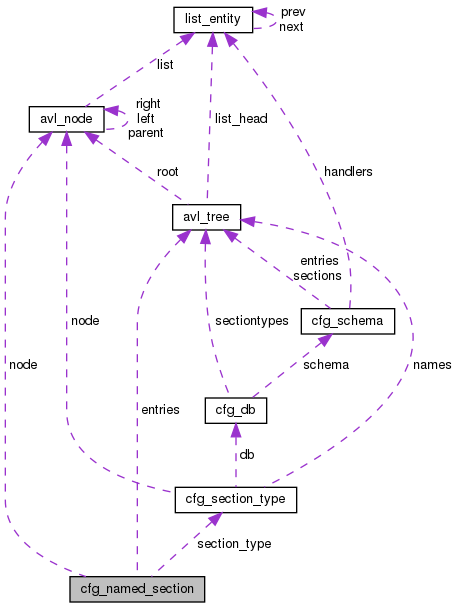 list_entity
prev
next
list
right
left
parent
avl_node
list_head
handlers
root
avl_tree
entries
sections
cfg_schema
node
sectiontypes
schema
names
node
entries
cfg_db
db
cfg_section_type
section_type
cfg_named_section